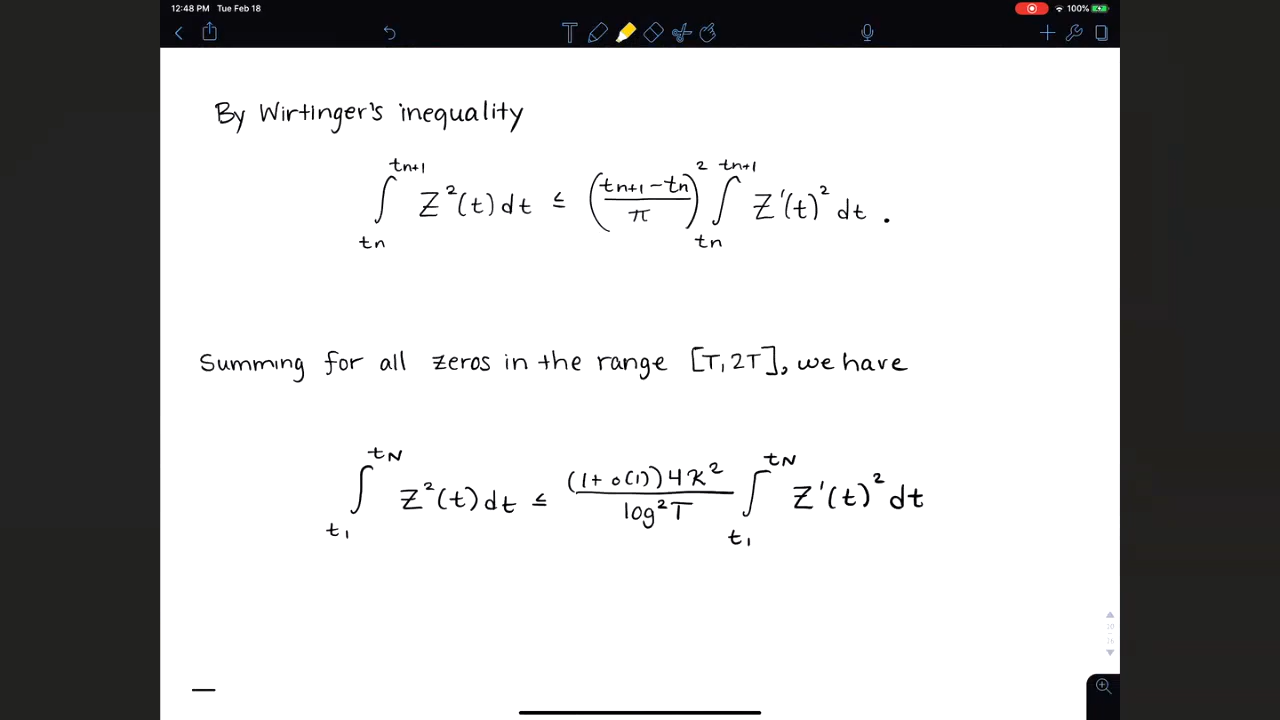 12:48 PM Tue Feb 18 100%
By Wirtinger's inequality
∫_{tn}^{tn+1} Z²(t) dt ≤ ((tn+1 − tn)/π)² ∫_{tn}^{tn+1} Z'(t)² dt .
Summing for all zeros in the range [T, 2T], we have
∫_{t1}^{tN} Z²(t) dt ≤ ((1 + o(1)) 4K²)/(log² T) ∫_{t1}^{tN} Z'(t)² dt